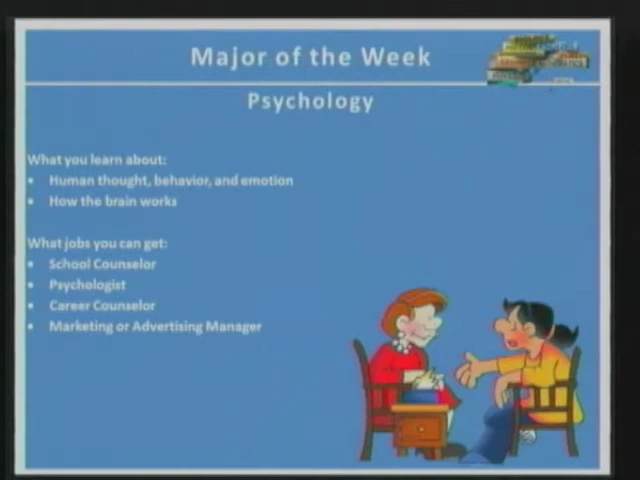 Major of the Week
Psychology
What you learn about:
• Human thought, behavior, and emotion
• How the brain works
What jobs you can get:
• School Counselor
• Psychologist
• Career Counselor
• Marketing or Advertising Manager